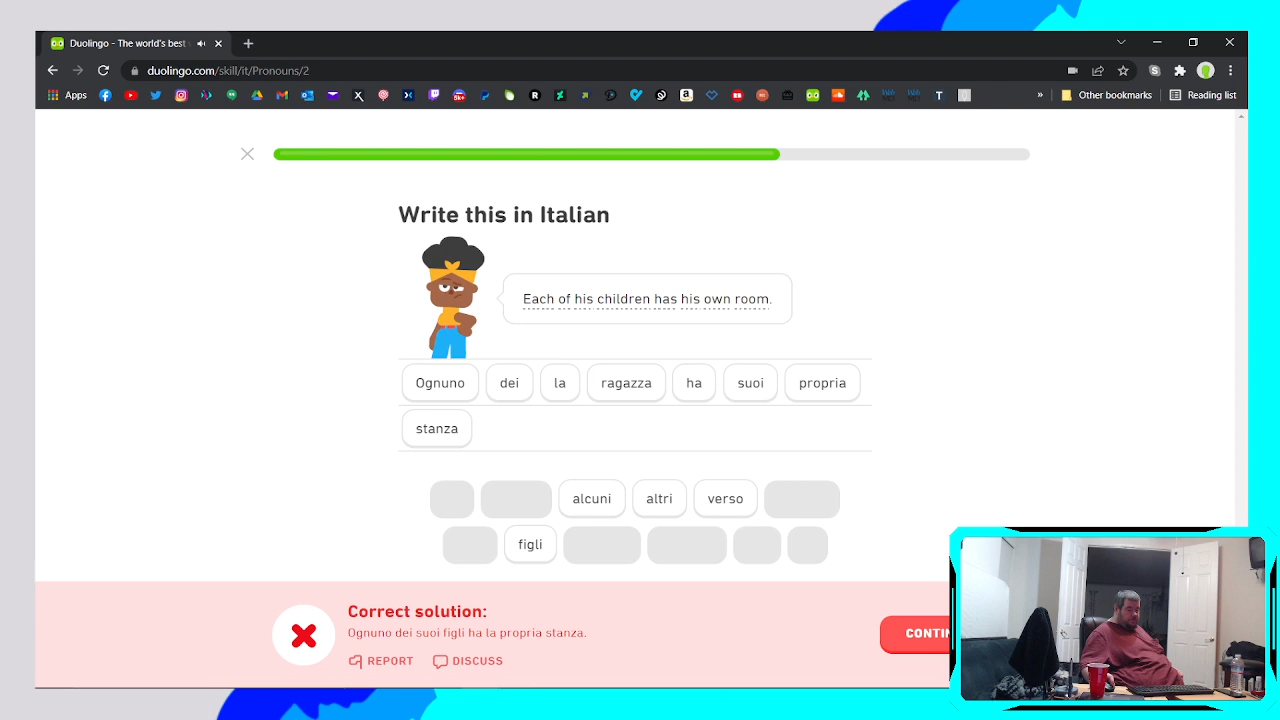 Duolingo - The world's best
duolingo.com/skill/it/Pronouns/2
Apps
Other bookmarks
Reading list
Write this in Italian
Each of his children has his own room.
Ognuno dei la ragazza ha suoi propria
stanza
alcuni altri verso
figli
Correct solution:
Ognuno dei suoi figli ha la propria stanza.
REPORT DISCUSS
CONTIN